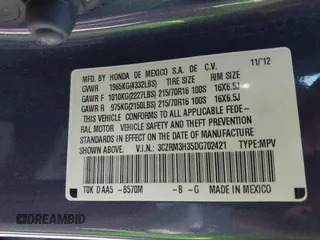 MFD. BY HONDA DE MEXICO S.A. DE C.V. 11/'12
GVWR 1965KG(4332LBS) TIRE SIZE RIM SIZE
GAWR F 1010KG(2227LBS) 215/70R16 100S 16X6.5J
GAWR R 975KG(2150LBS) 215/70R16 100S 16X6.5J
THIS VEHICLE CONFORMS TO ALL APPLICABLE FEDE-
RAL MOTOR VEHICLE SAFETY AND THEFT PREVENTION
STANDARDS IN EFFECT ON THE DATE OF MANUFACTURE
SHOWN ABOVE. V.I.N.: 3CZRM3H35DG702421 TYPE:MPV
TDK D AA5 -B570M -B -G MADE IN MEXICO
DREAMBID